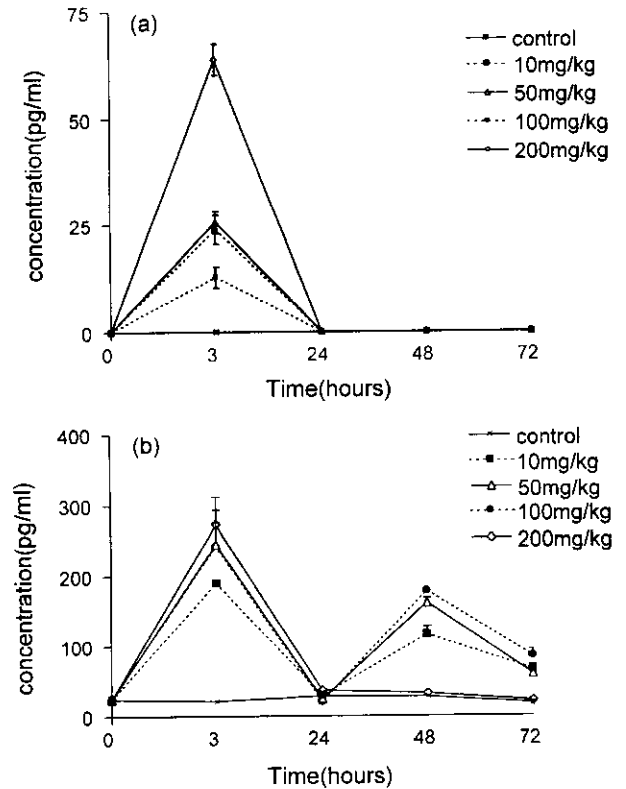 (a)
75
50
25
0
concentration(pg/ml)
0 3 24 48 72
Time(hours)
control
10mg/kg
50mg/kg
100mg/kg
200mg/kg
(b)
400
300
200
100
0
concentration(pg/ml)
0 3 24 48 72
Time(hours)
control
10mg/kg
50mg/kg
100mg/kg
200mg/kg